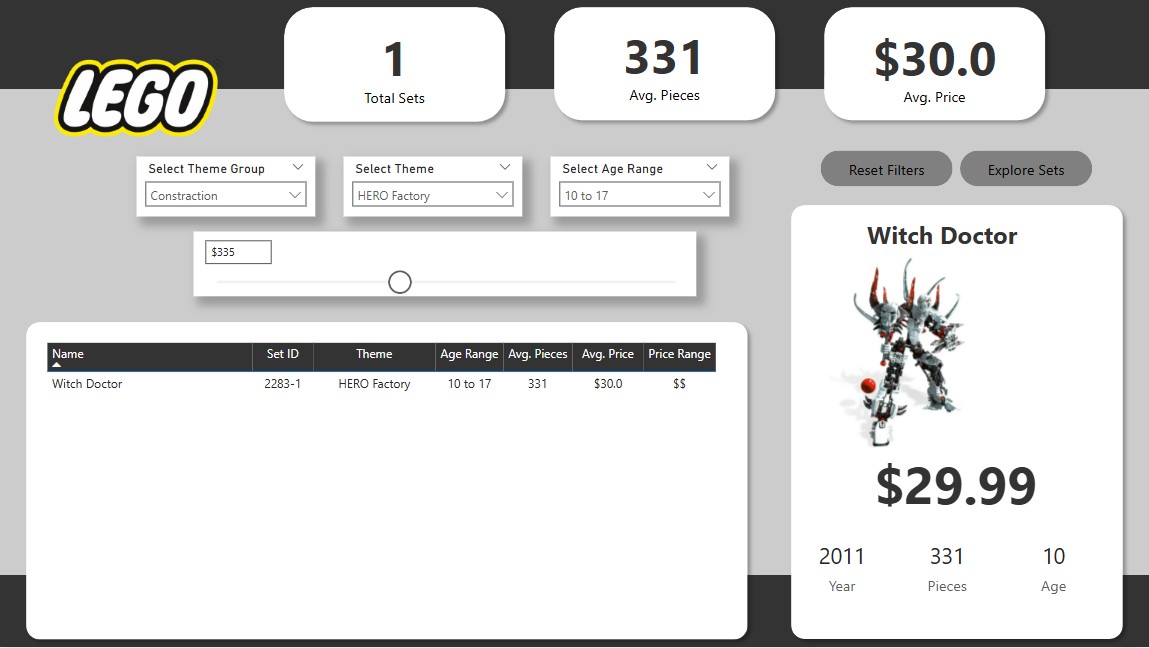 LEGO
1
Total Sets
331
Avg. Pieces
$30.0
Avg. Price
Select Theme Group
Constraction
Select Theme
HERO Factory
Select Age Range
10 to 17
Reset Filters
Explore Sets
$335
Name Set ID Theme Age Range Avg. Pieces Avg. Price Price Range
Witch Doctor 2283-1 HERO Factory 10 to 17 331 $30.0 $$
Witch Doctor
$29.99
2011 331 10
Year Pieces Age